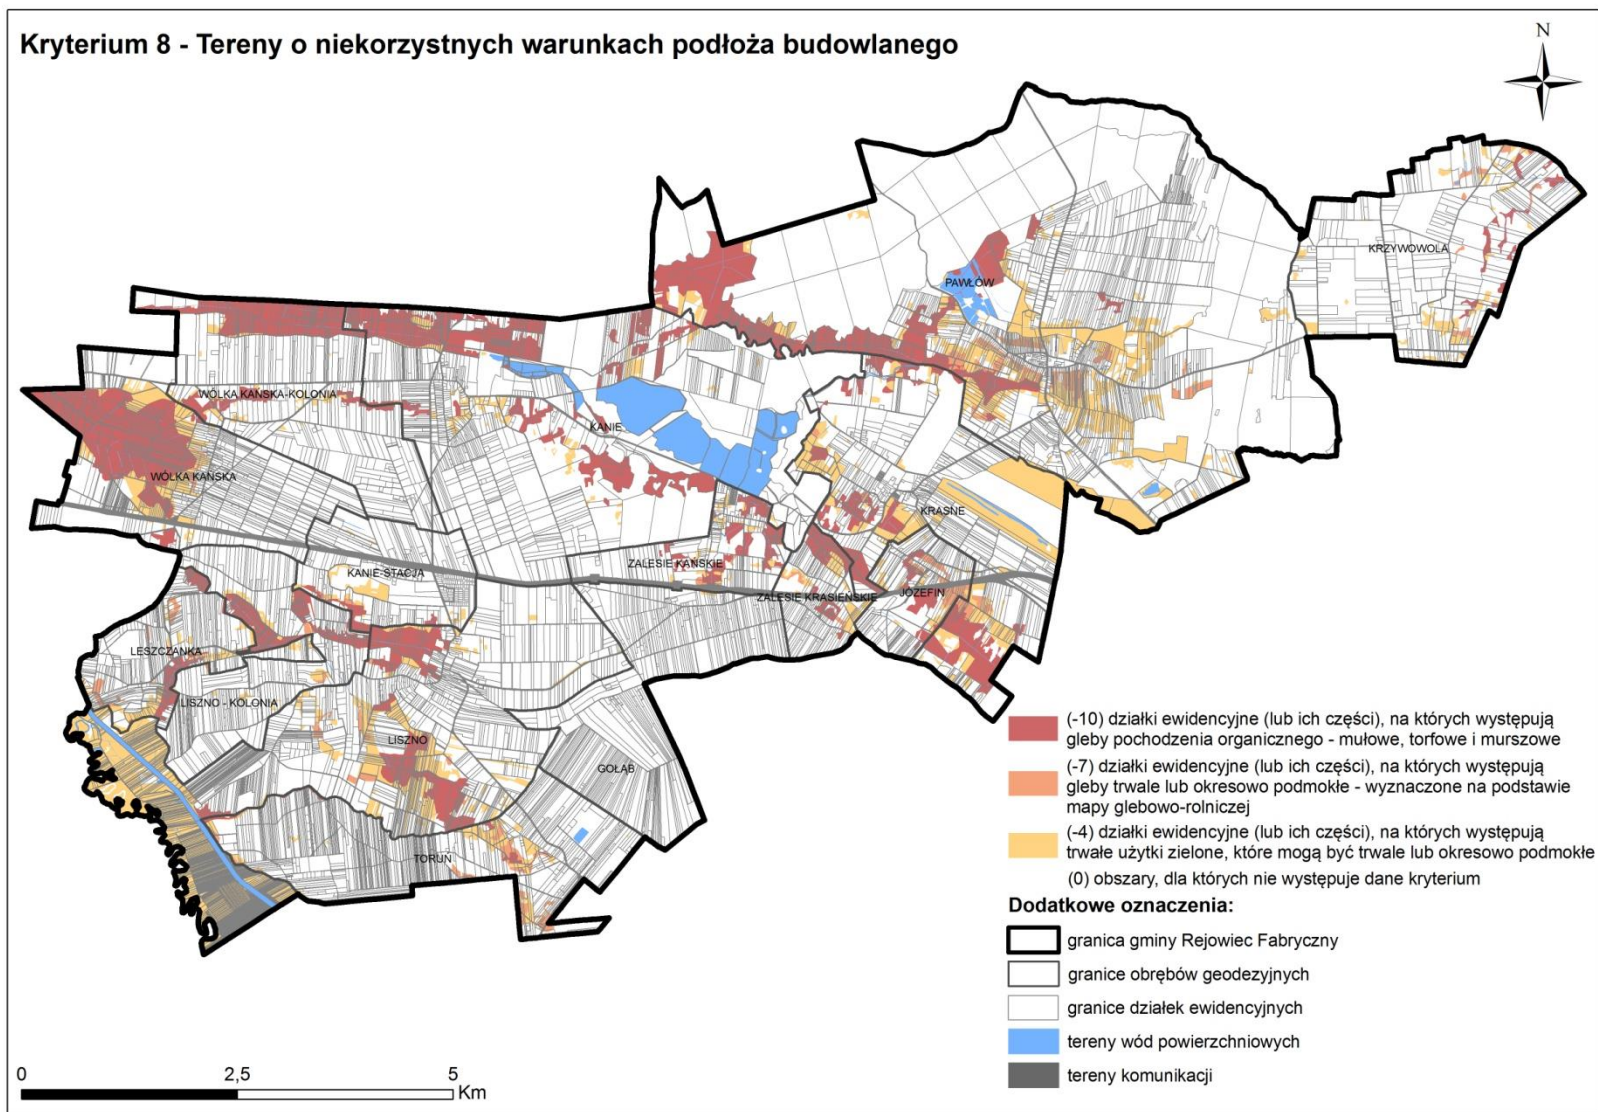 Kryterium 8 - Tereny o niekorzystnych warunkach podłoża budowlanego
N
KRZYWOWOLA
PAWŁÓW
WÓLKA KAŃSKA-KOLONIA
KANIE
WÓLKA KAŃSKA
KRASNE
ZALESIE KAŃSKIE
KANIE-STACJA
JÓZEFIN
ZALESIE KRASIEŃSKIE
LESZCZANKA
LISZNO - KOLONIA
LISZNO
GOŁĄB
TORUŃ
(-10) działki ewidencyjne (lub ich części), na których występują
gleby pochodzenia organicznego - mułowe, torfowe i murszowe
(-7) działki ewidencyjne (lub ich części), na których występują
gleby trwale lub okresowo podmokłe - wyznaczone na podstawie
mapy glebowo-rolniczej
(-4) działki ewidencyjne (lub ich części), na których występują
trwałe użytki zielone, które mogą być trwale lub okresowo podmokłe
(0) obszary, dla których nie występuje dane kryterium
Dodatkowe oznaczenia:
granica gminy Rejowiec Fabryczny
granice obrębów geodezyjnych
granice działek ewidencyjnych
tereny wód powierzchniowych
tereny komunikacji
0 2,5 5
Km